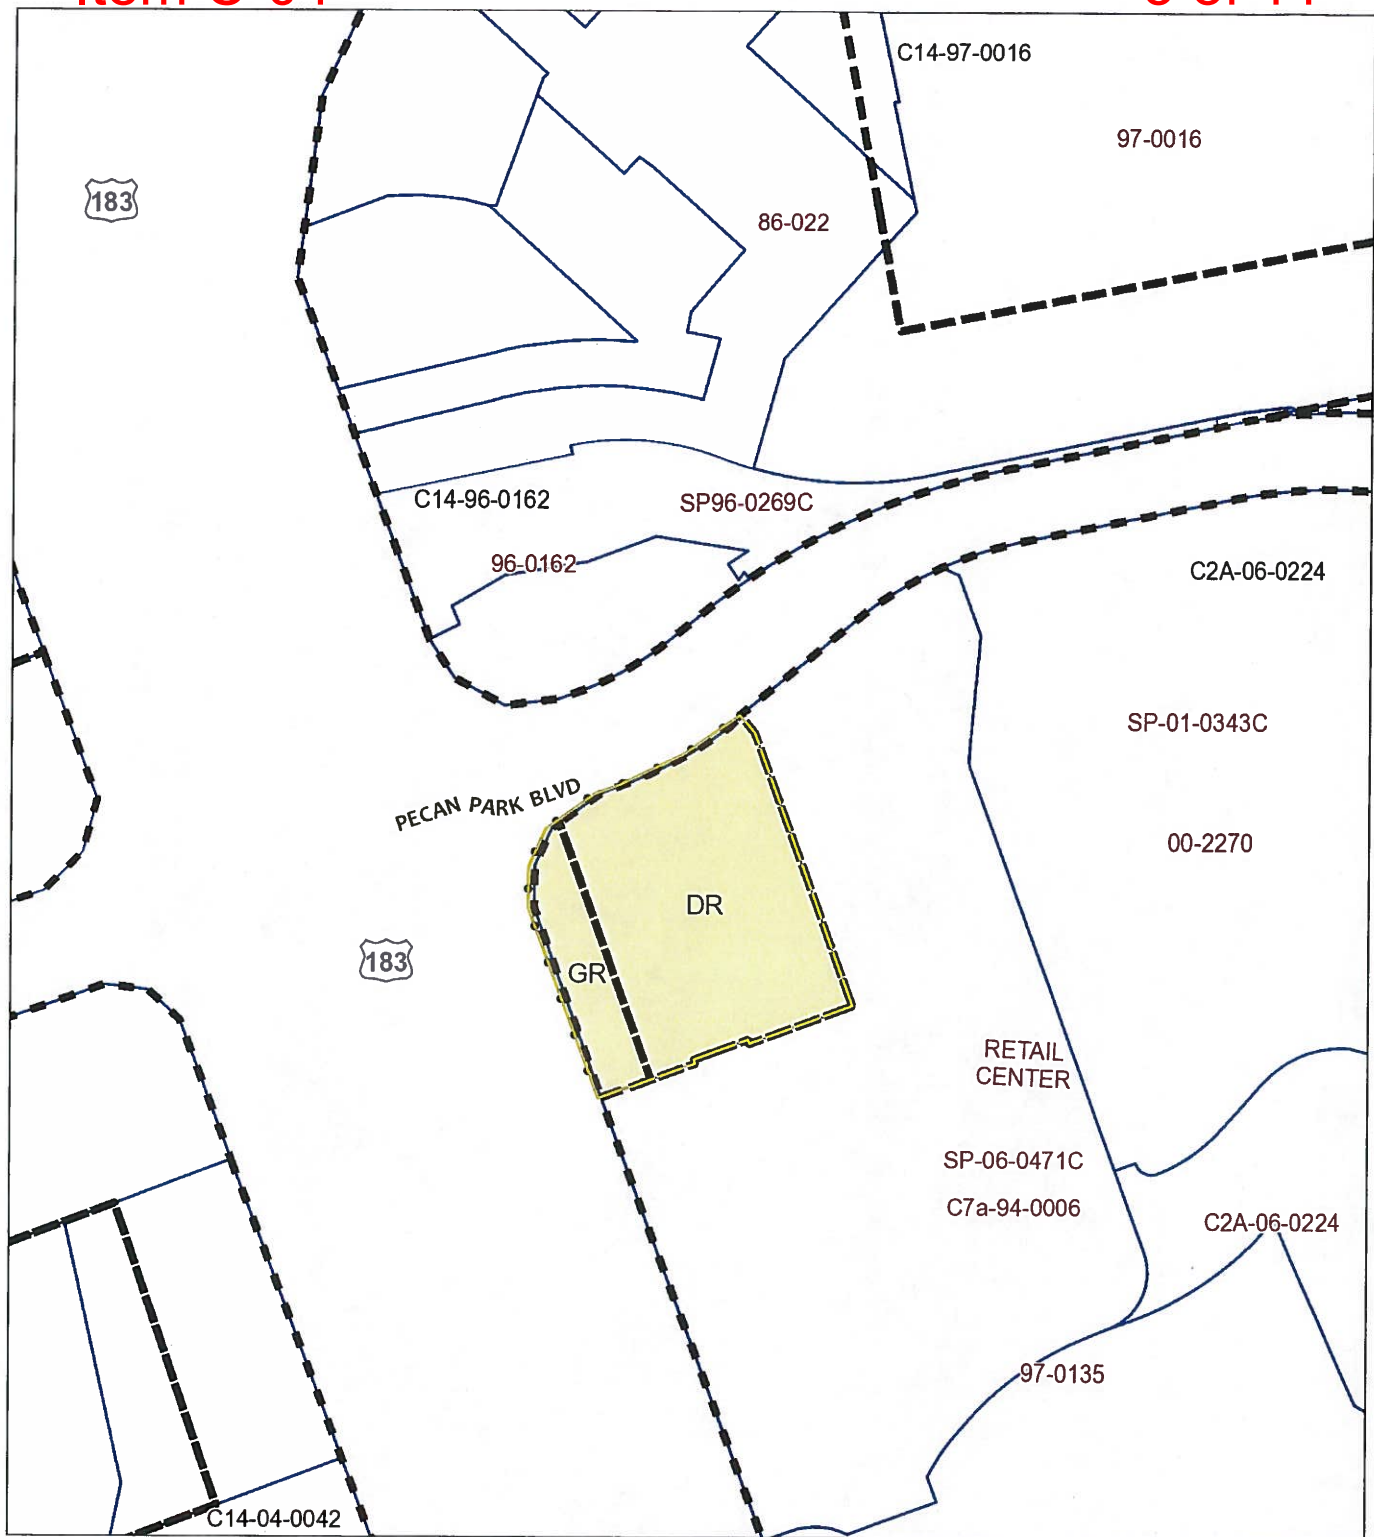 C14-97-0016
97-0016
183
86-022
C14-96-0162
SP96-0269C
96-0162
C2A-06-0224
SP-01-0343C
PECAN PARK BLVD
00-2270
DR
183
GR
RETAIL
CENTER
SP-06-0471C
C7a-94-0006
C2A-06-0224
97-0135
C14-04-0042